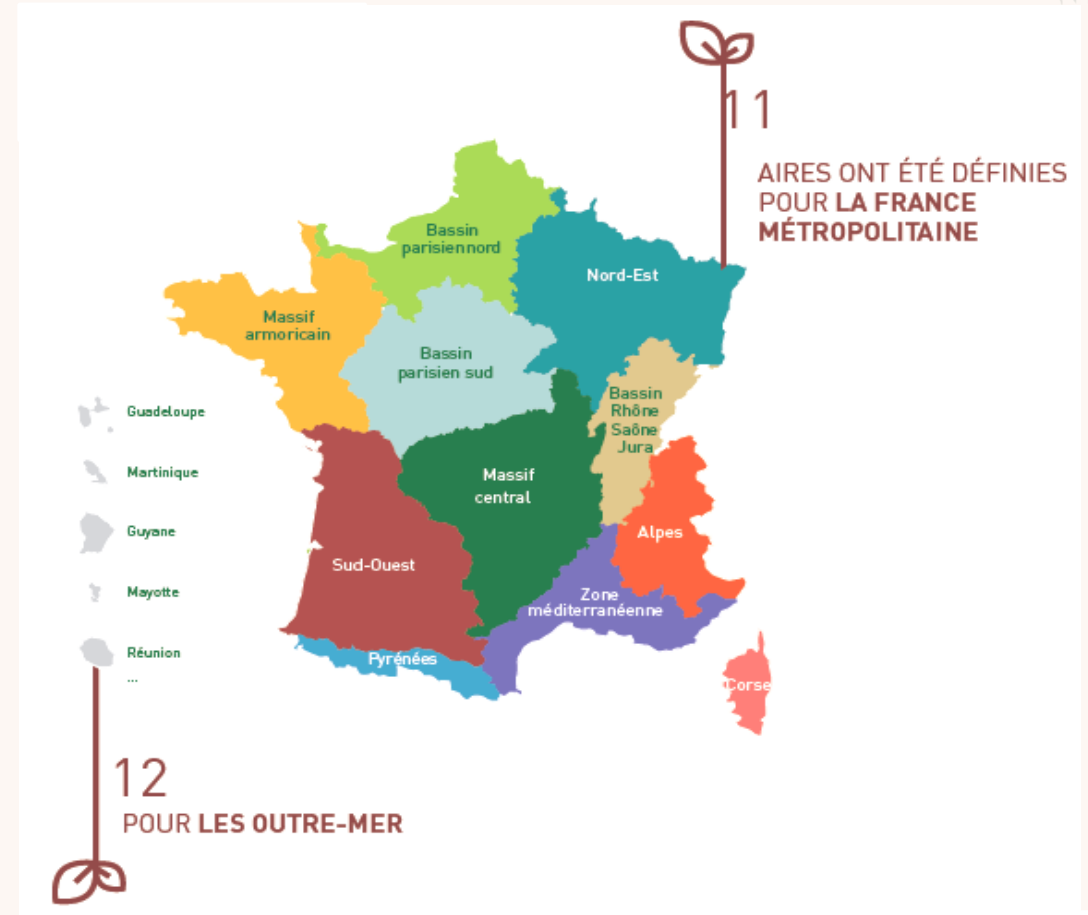 11
AIRES ONT ÉTÉ DÉFINIES
POUR LA FRANCE
MÉTROPOLITAINE
Bassin
parisien nord
Nord-Est
Massif
armoricain
Bassin
parisien sud
Bassin
Rhône
Saône
Jura
Massif
central
Alpes
Sud-Ouest
Zone
méditerranéenne
Pyrénées
Corse
Guadeloupe
Martinique
Guyane
Mayotte
Réunion
...
12
POUR LES OUTRE-MER